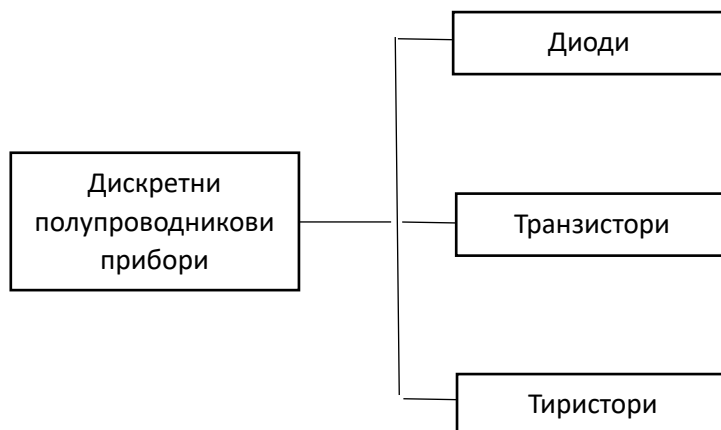 Диоди
Дискретни
полупроводникови
прибори
Транзистори
Тиристори